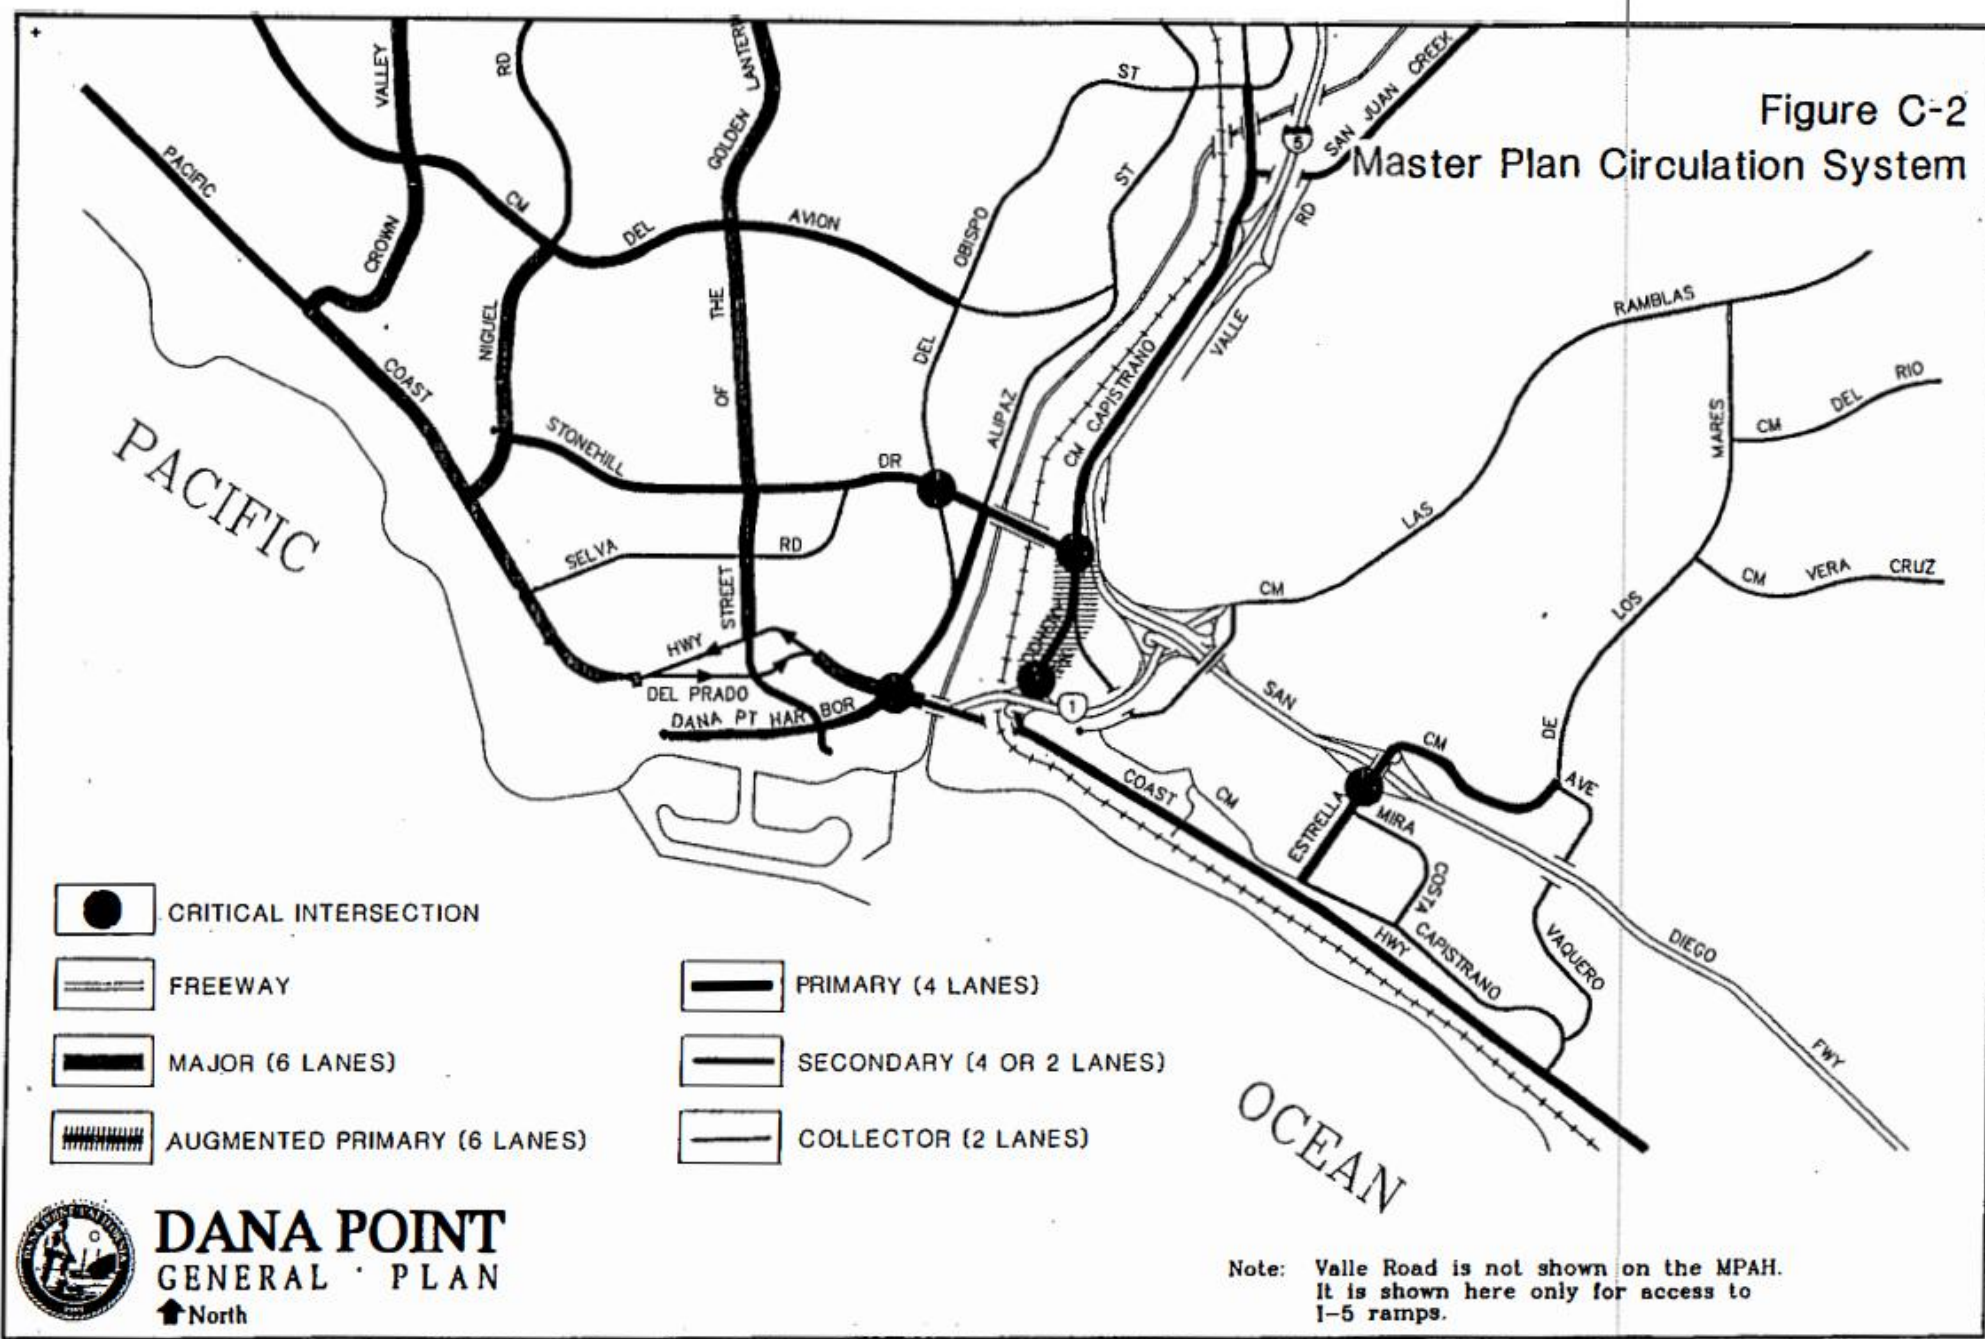 Figure C-2
Master Plan Circulation System
VALLEY
RD
LANTERN
GOLDEN
ST
SAN JUAN CREEK
5
PACIFIC
CROWN
CM
DEL
AVION
OBISPO
ST
RD
RAMBLAS
NIGUEL
THE
OF
DEL
COAST
ALIPAZ
CM CAPISTRANO
VALLE
MARES
CM DEL RIO
PACIFIC
STONEHILL
DR
LAS
SELVA
RD
CM
CM VERA CRUZ
LOS
STREET
HWY
DEL PRADO
DANA PT HARBOR
1
SAN
DE
CM
AVE
COAST
CM
ESTRELLA
MIRA
COSTA
HWY
CAPISTRANO
VAQUERO
DIEGO
FWY
OCEAN
CRITICAL INTERSECTION
FREEWAY
MAJOR (6 LANES)
AUGMENTED PRIMARY (6 LANES)
PRIMARY (4 LANES)
SECONDARY (4 OR 2 LANES)
COLLECTOR (2 LANES)
DANA POINT
GENERAL PLAN
North
Note: Valle Road is not shown on the MPAH.
It is shown here only for access to
I-5 ramps.